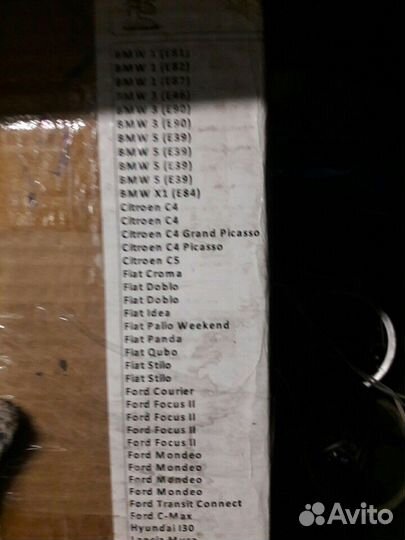 BMW 1 (E81)
BMW 1 (E82)
BMW 1 (E87)
BMW 3 (E46)
BMW 3 (E90)
BMW 3 (E90)
BMW 5 (E39)
BMW 5 (E39)
BMW 5 (E39)
BMW 5 (E39)
BMW X1 (E84)
Citroen C4
Citroen C4
Citroen C4 Grand Picasso
Citroen C4 Picasso
Citroen C5
Fiat Croma
Fiat Doblo
Fiat Doblo
Fiat Idea
Fiat Palio Weekend
Fiat Panda
Fiat Qubo
Fiat Stilo
Fiat Stilo
Ford Courier
Ford Focus II
Ford Focus II
Ford Focus II
Ford Focus II
Ford Mondeo
Ford Mondeo
Ford Mondeo
Ford Mondeo
Ford Transit Connect
Ford C-Max
Hyundai I30
Lancia Musa
Avito